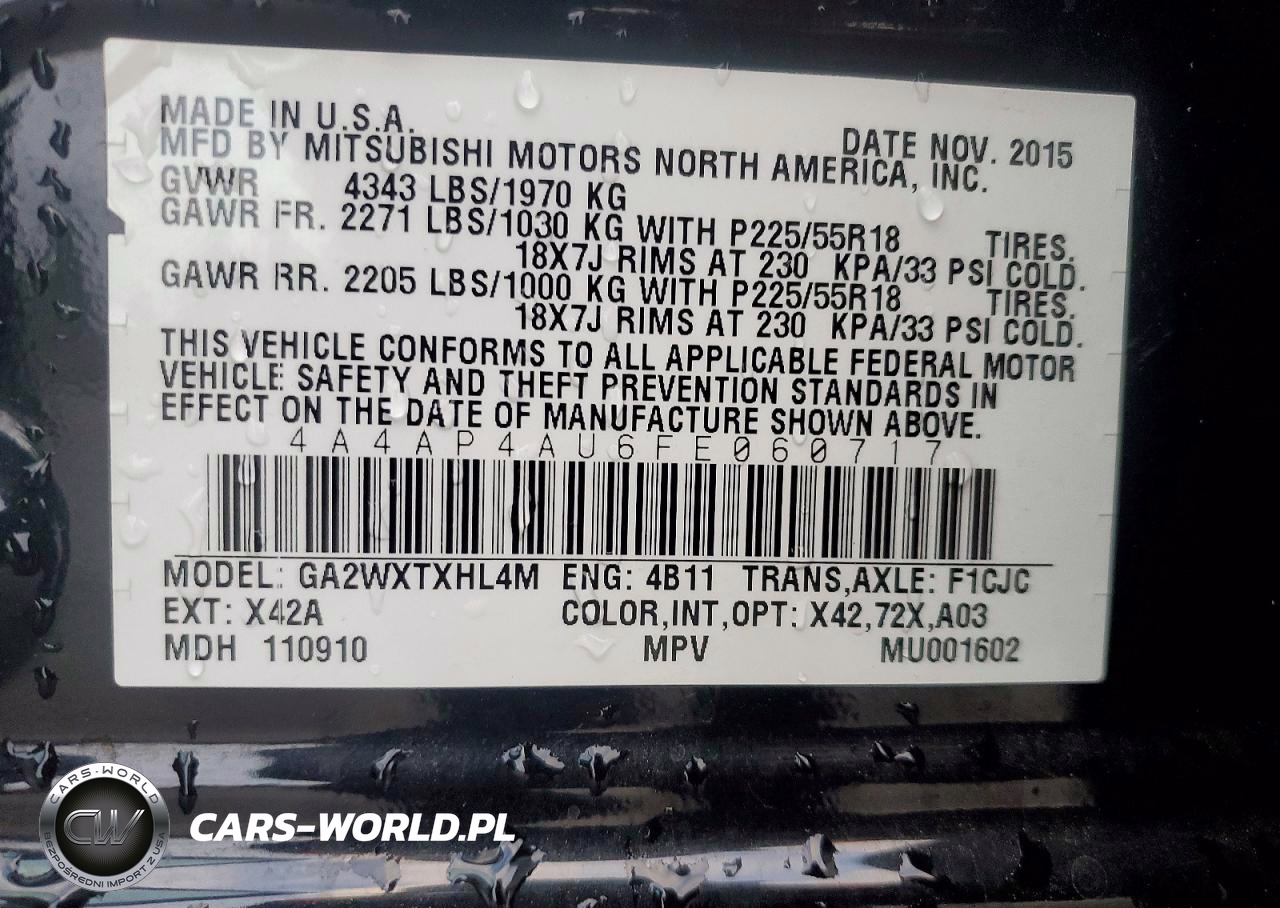 MADE IN U.S.A.
DATE NOV. 2015
MFD BY MITSUBISHI MOTORS NORTH AMERICA, INC.
GVWR 4343 LBS/1970 KG
GAWR FR. 2271 LBS/1030 KG WITH P225/55R18 TIRES.
18X7J RIMS AT 230 KPA/33 PSI COLD.
GAWR RR. 2205 LBS/1000 KG WITH P225/55R18 TIRES.
18X7J RIMS AT 230 KPA/33 PSI COLD.
THIS VEHICLE CONFORMS TO ALL APPLICABLE FEDERAL MOTOR
VEHICLE SAFETY AND THEFT PREVENTION STANDARDS IN
EFFECT ON THE DATE OF MANUFACTURE SHOWN ABOVE.
4A4AP4AU6FE060717
MODEL: GA2WXTXHL4M ENG: 4B11 TRANS,AXLE: F1CJC
EXT: X42A COLOR,INT,OPT: X42,72X,A03
MDH 110910 MPV MU001602
CARS-WORLD
CW
BEZPOŚREDNI IMPORT Z USA
CARS-WORLD.PL